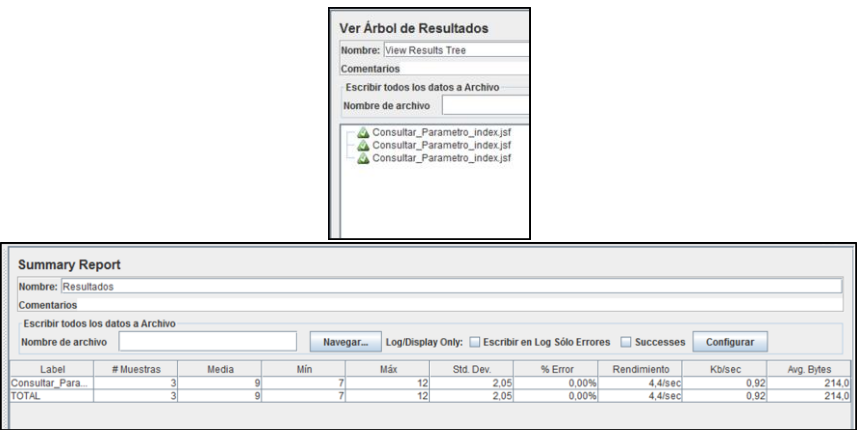 Ver Árbol de Resultados
Nombre: View Results Tree
Comentarios
Escribir todos los datos a Archivo
Nombre de archivo
Consultar_Parametro_index.jsf
Consultar_Parametro_index.jsf
Consultar_Parametro_index.jsf
Summary Report
Nombre: Resultados
Comentarios
Escribir todos los datos a Archivo
Nombre de archivo Navegar... Log/Display Only: Escribir en Log Sólo Errores Successes Configurar
Label # Muestras Media Mín Máx Std. Dev. % Error Rendimiento Kb/sec Avg. Bytes
Consultar_Para... 3 9 7 12 2,05 0,00% 4,4/sec 0,92 214,0
TOTAL 3 9 7 12 2,05 0,00% 4,4/sec 0,92 214,0